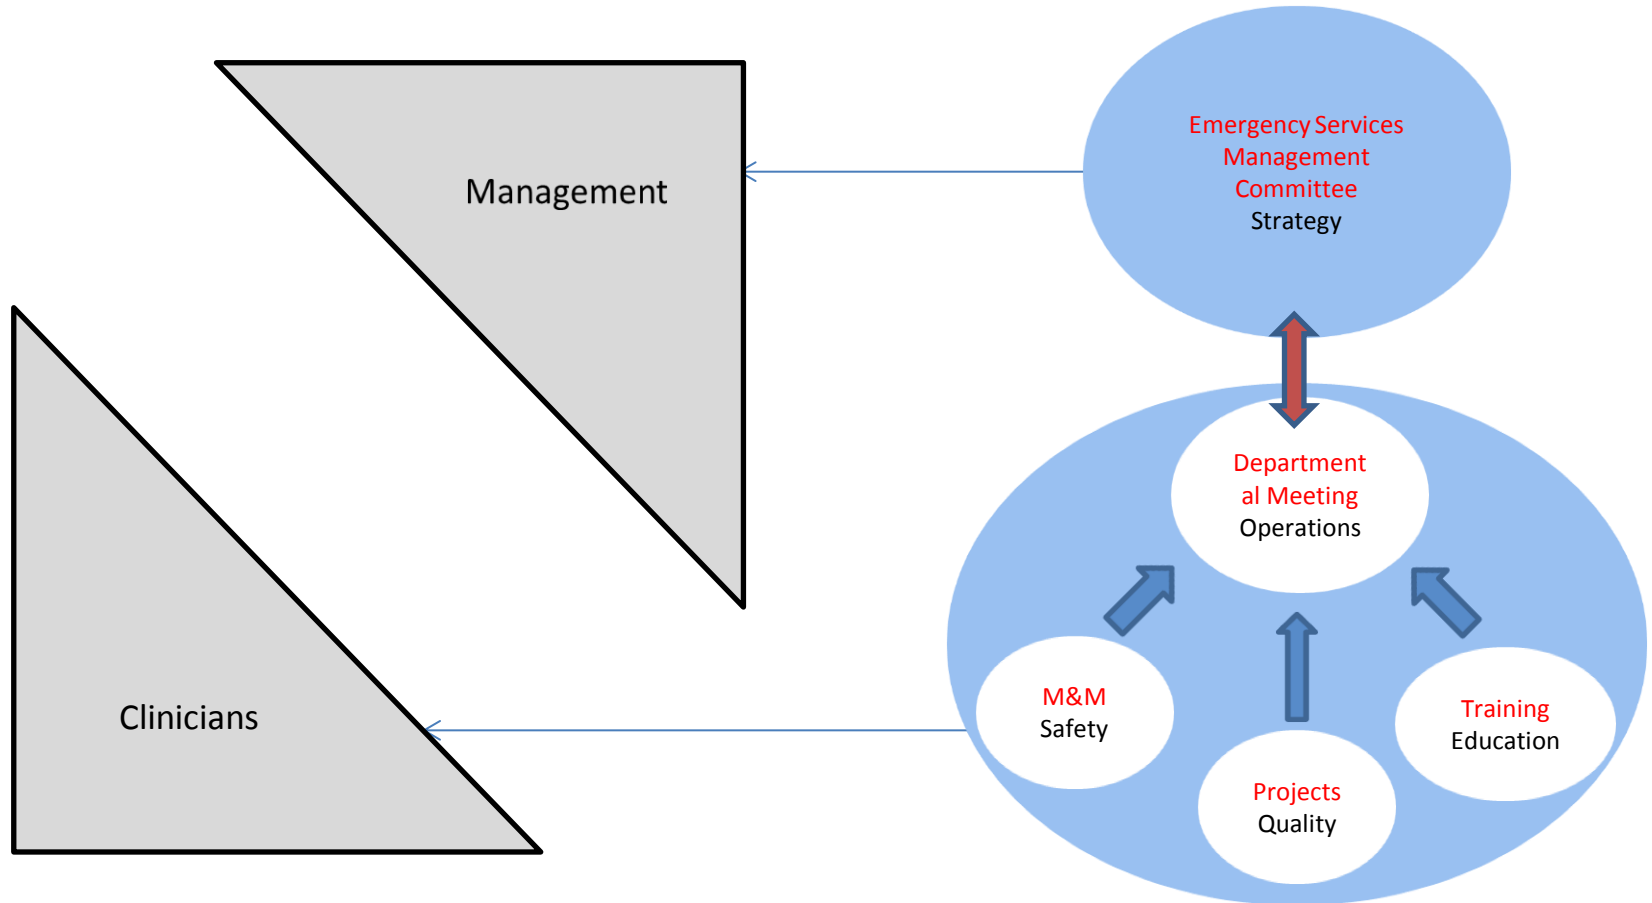 Management
Emergency Services
Management
Committee
Strategy
Department
al Meeting
Operations
Clinicians
M&M
Safety
Projects
Quality
Training
Education